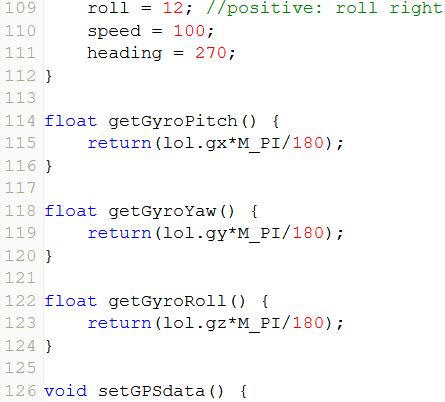 109 roll = 12; //positive: roll right
110 speed = 100;
111 heading = 270;
112 }
113
114 float getGyroPitch() {
115 return(lol.gx*M_PI/180);
116 }
117
118 float getGyroYaw() {
119 return(lol.gy*M_PI/180);
120 }
121
122 float getGyroRoll() {
123 return(lol.gz*M_PI/180);
124 }
125
126 void setGPSdata() {